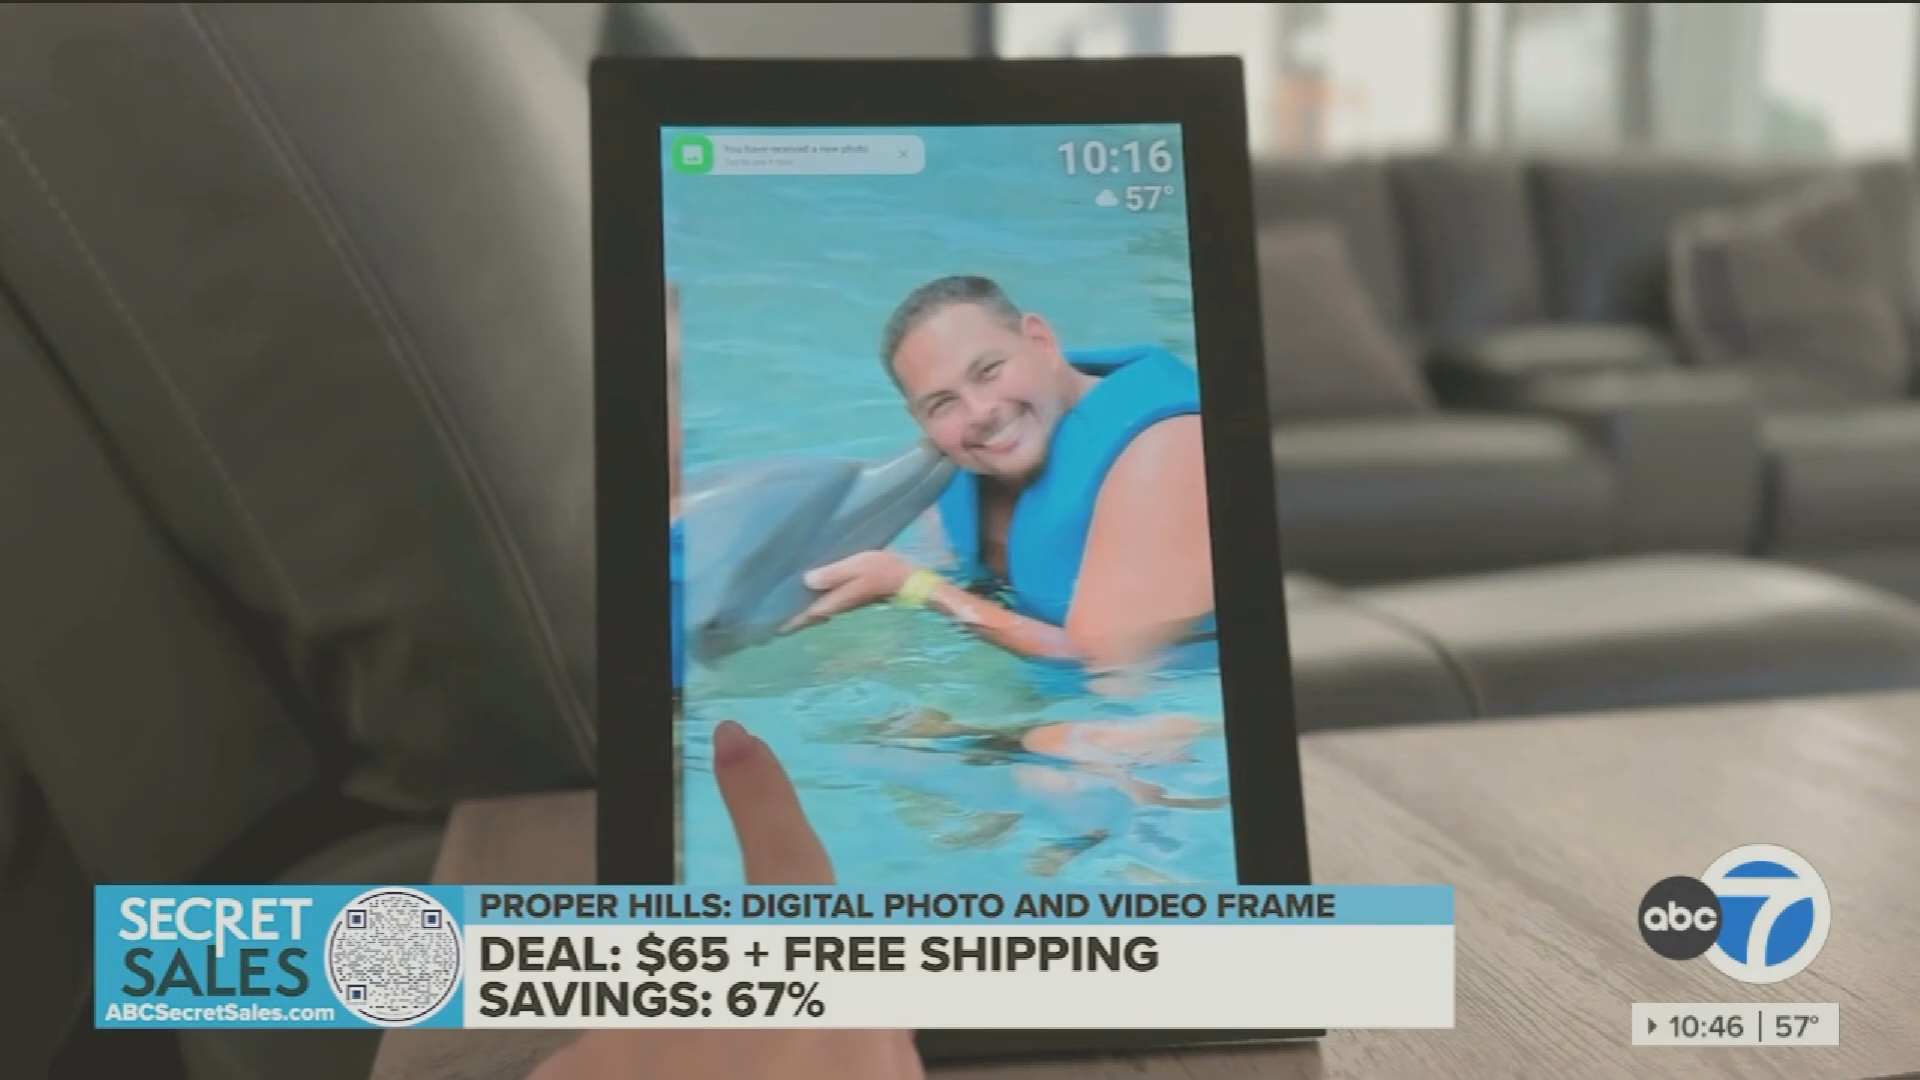 You have received a new photo
10:16
57°
SECRET
SALES
ABCSecretSales.com
PROPER HILLS: DIGITAL PHOTO AND VIDEO FRAME
DEAL: $65 + FREE SHIPPING
SAVINGS: 67%
abc 7
10:46 | 57°